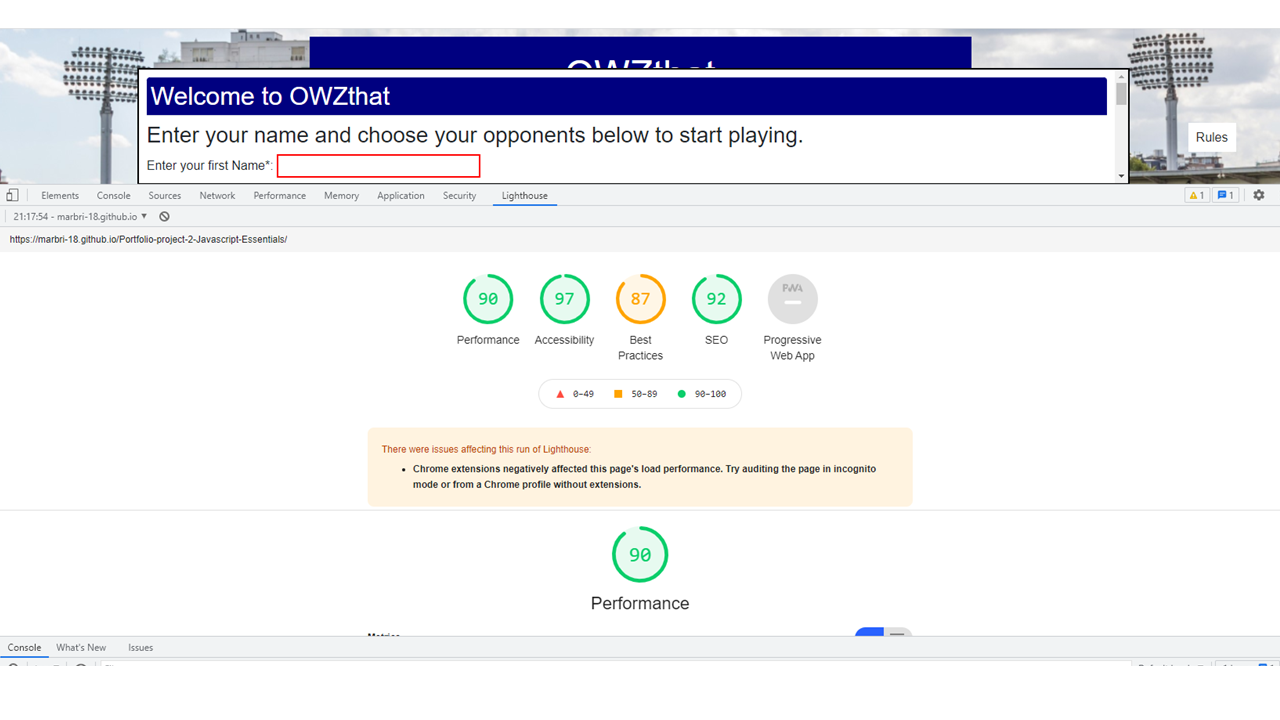 OWZthat
Welcome to OWZthat
Enter your name and choose your opponents below to start playing.
Rules
Enter your first Name*:
Elements Console Sources Network Performance Memory Application Security Lighthouse 1 1
21:17:54 - marbri-18.github.io
https://marbri-18.github.io/Portfolio-project-2-Javascript-Essentials/
90 97 87 92 PWA
Performance Accessibility Best Practices SEO Progressive Web App
0–49 50–89 90–100
There were issues affecting this run of Lighthouse:
Chrome extensions negatively affected this page's load performance. Try auditing the page in incognito
mode or from a Chrome profile without extensions.
90
Performance
Metrics
Console What's New Issues